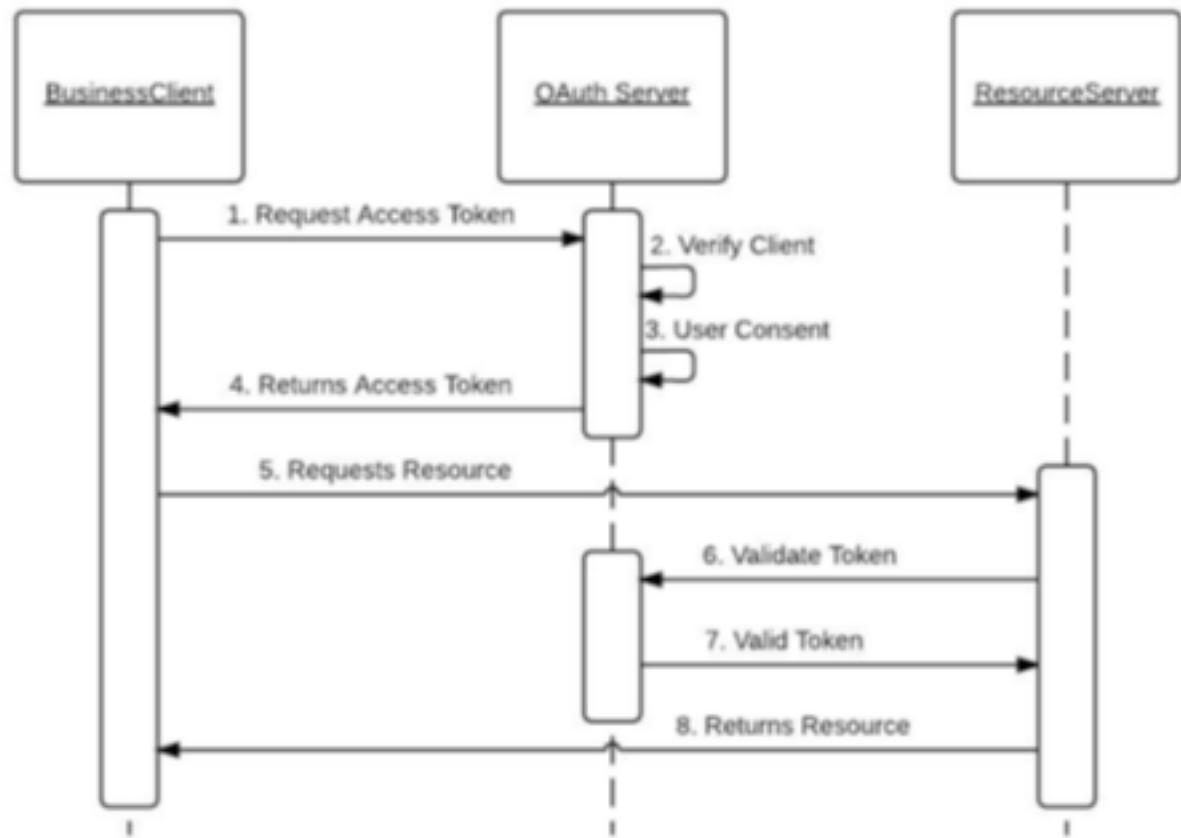 BusinessClient
OAuth Server
ResourceServer
1. Request Access Token
2. Verify Client
3. User Consent
4. Returns Access Token
5. Requests Resource
6. Validate Token
7. Valid Token
8. Returns Resource